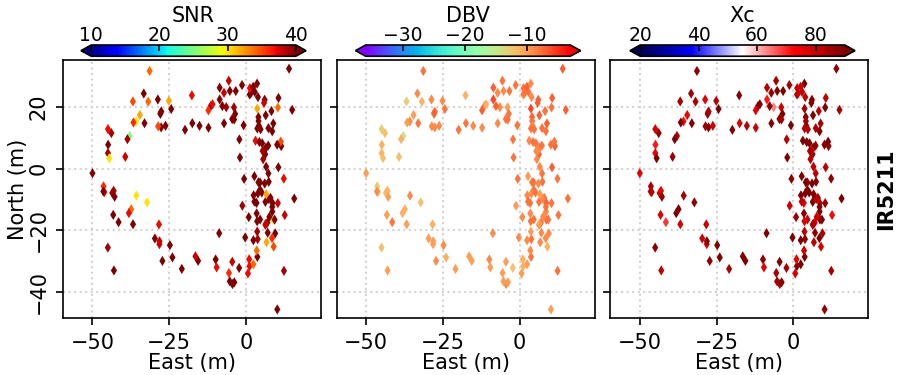 SNR DBV Xc
10 20 30 40 −30 −20 −10 20 40 60 80
20
0
−20
−40
North (m)
−50 −25 0 −50 −25 0 −50 −25 0
East (m) East (m) East (m)
IR5211